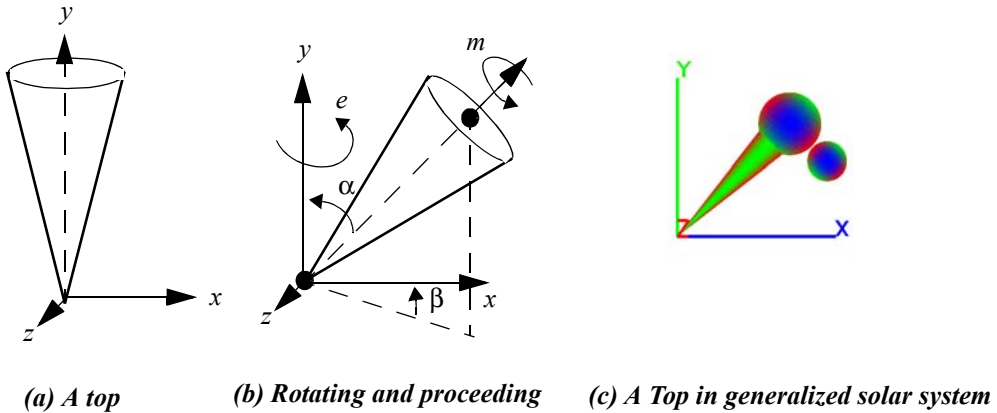 y
x
z
(a) A top
y
e
m
α
x
β
z
(b) Rotating and proceeding
Y
Z
X
(c) A Top in generalized solar system